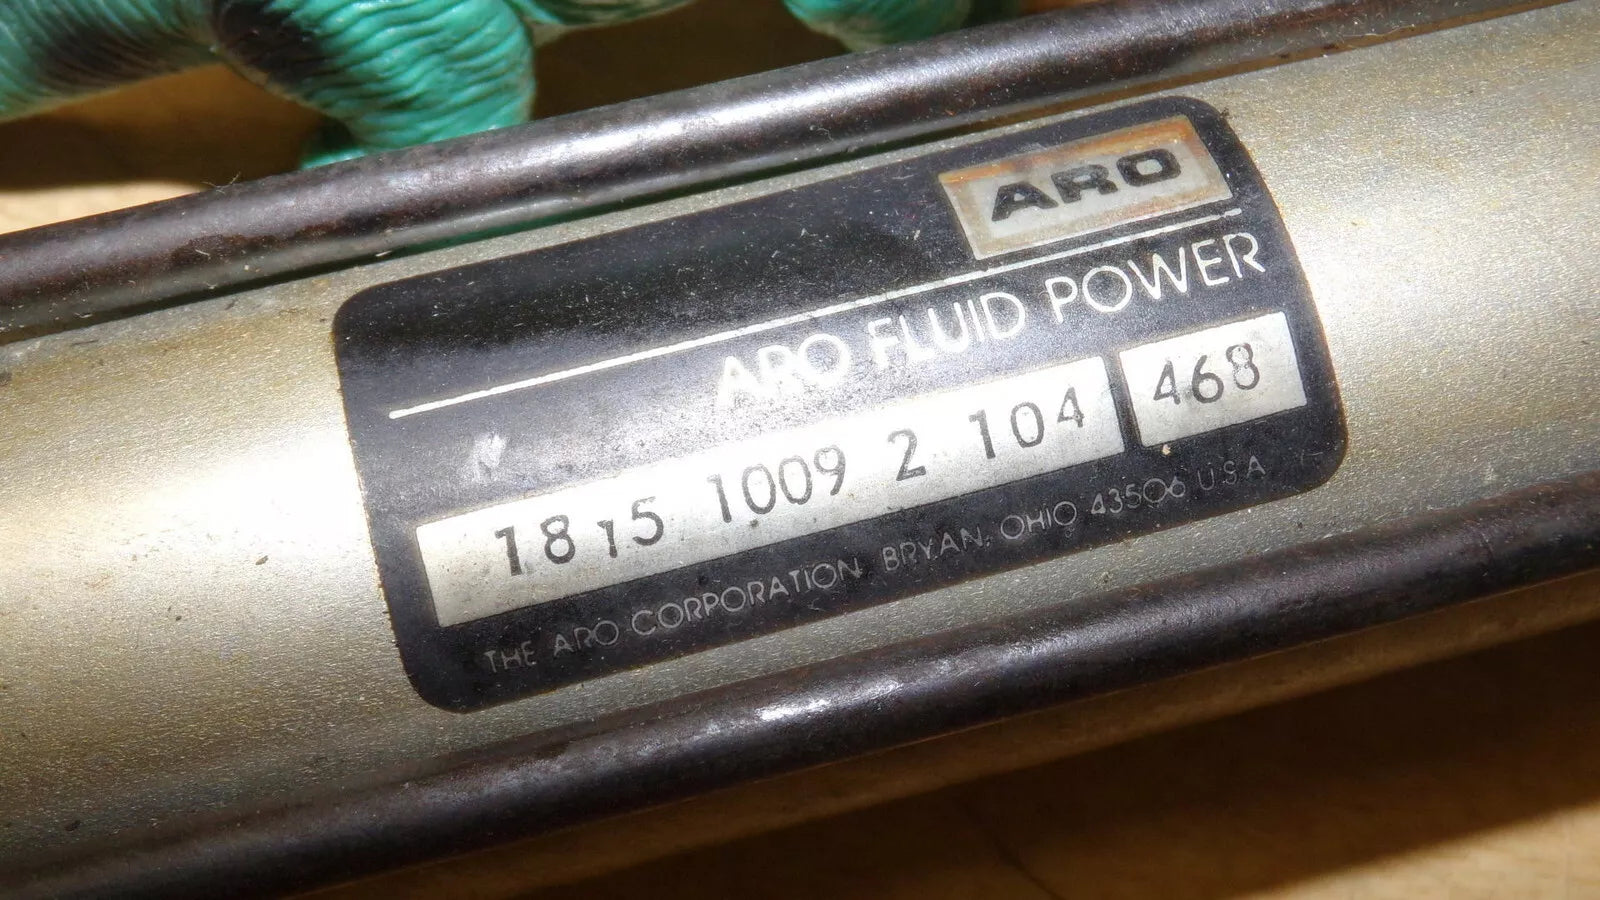 ARO
ARO FLUID POWER
1815 1009 2 104 468
THE ARO CORPORATION, BRYAN, OHIO 43506 U.S.A